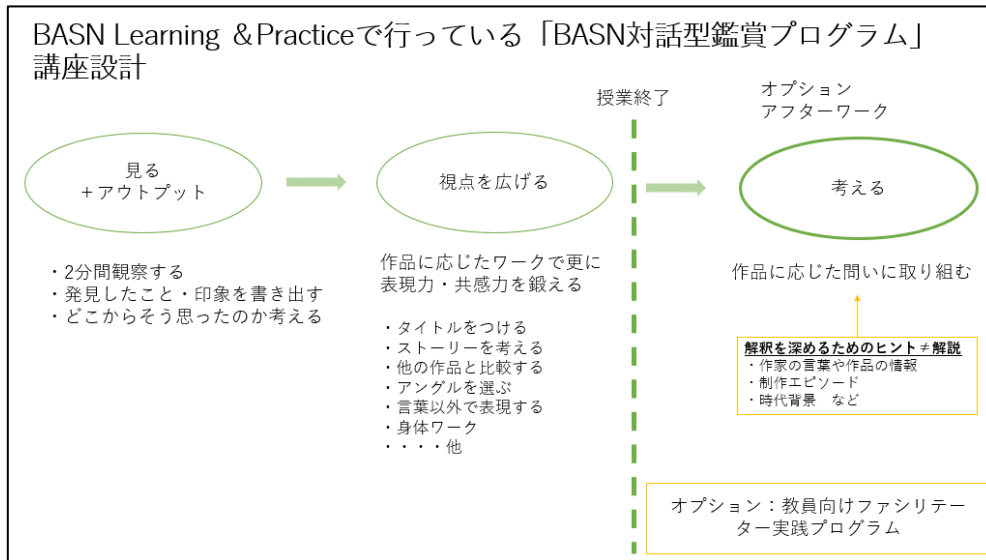 BASN Learning ＆Practiceで行っている「BASN対話型鑑賞プログラム」
講座設計
見る
＋アウトプット
・2分間観察する
・発見したこと・印象を書き出す
・どこからそう思ったのか考える
視点を広げる
作品に応じたワークで更に
表現力・共感力を鍛える
・タイトルをつける
・ストーリーを考える
・他の作品と比較する
・アングルを選ぶ
・言葉以外で表現する
・身体ワーク
・・・・他
授業終了
オプション
アフターワーク
考える
作品に応じた問いに取り組む
解釈を深めるためのヒント≠解説
・作家の言葉や作品の情報
・制作エピソード
・時代背景　など
オプション：教員向けファシリテー
ター実践プログラム